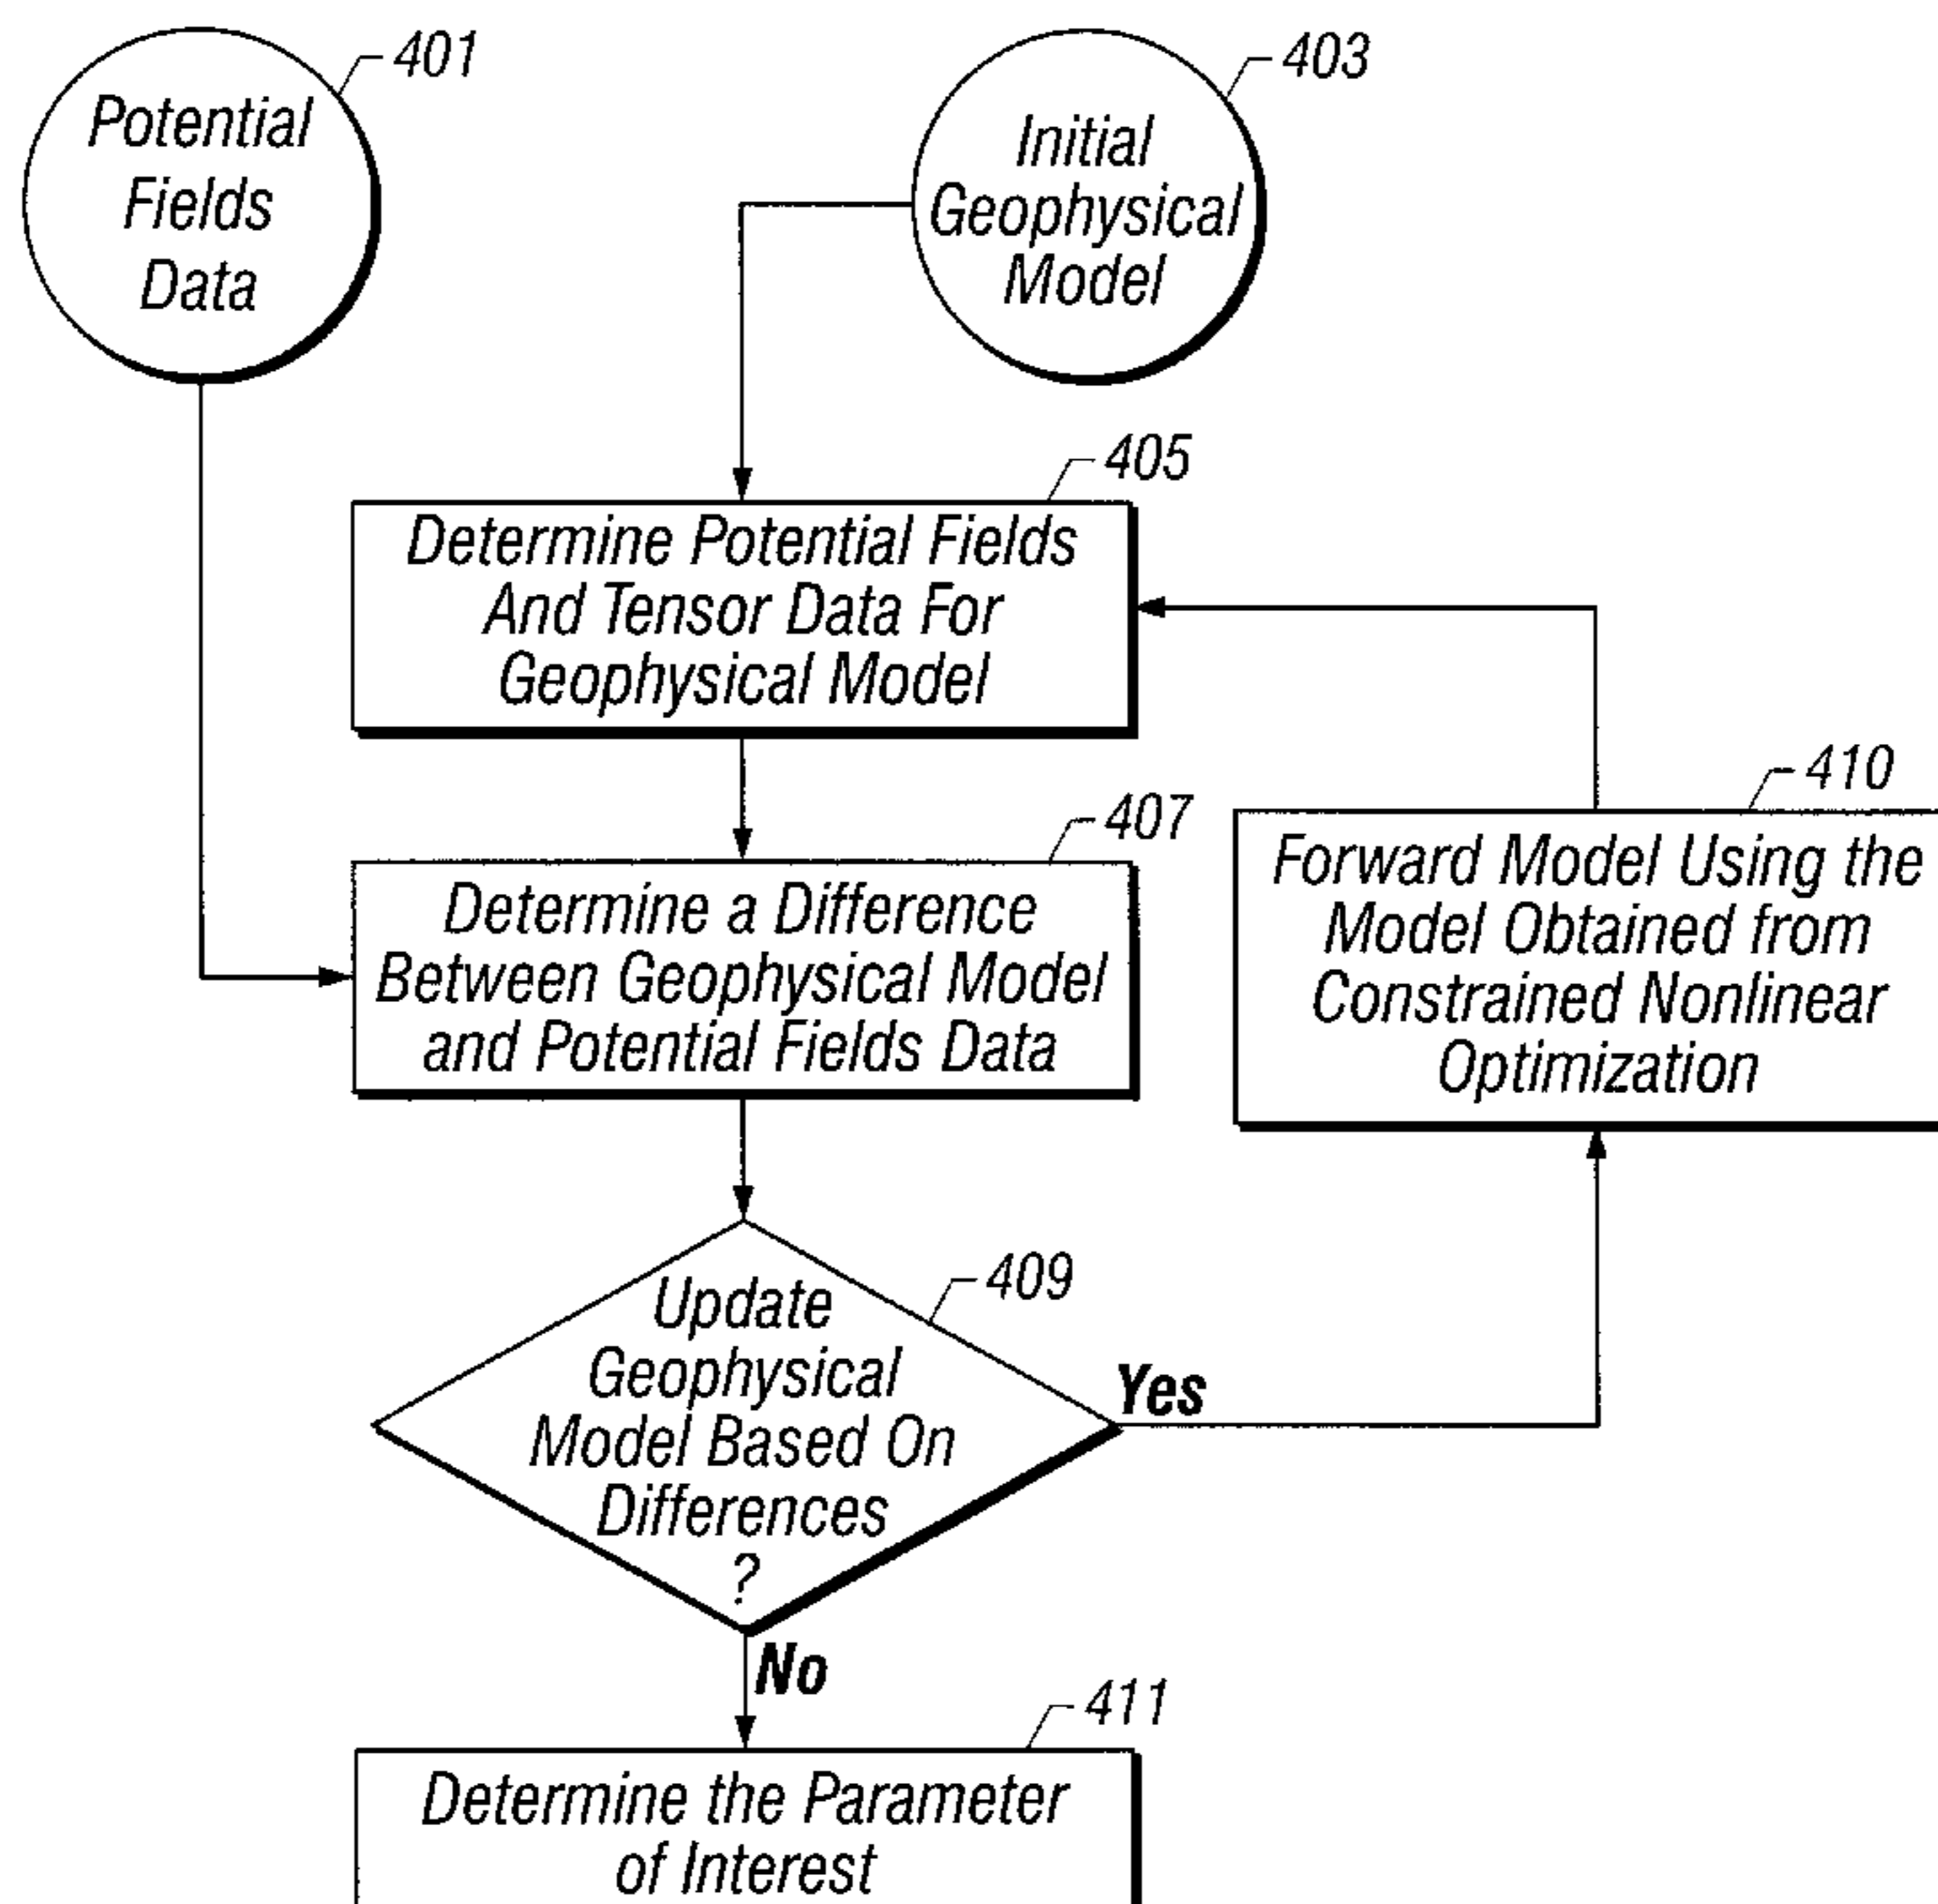 401
Potential
Fields
Data
403
Initial
Geophysical
Model
405
Determine Potential Fields
And Tensor Data For
Geophysical Model
407
Determine a Difference
Between Geophysical Model
and Potential Fields Data
410
Forward Model Using the
Model Obtained from
Constrained Nonlinear
Optimization
409
Update
Geophysical
Model Based On
Differences
?
Yes
No
411
Determine the Parameter
of Interest